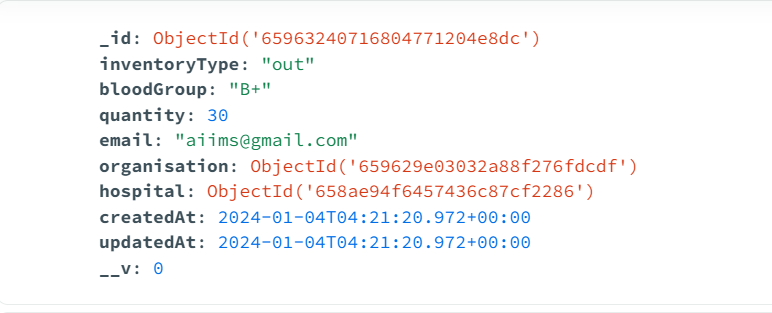 _id: ObjectId('65963240716804771204e8dc')
inventoryType: "out"
bloodGroup: "B+"
quantity: 30
email: "aiims@gmail.com"
organisation: ObjectId('659629e03032a88f276fdcdf')
hospital: ObjectId('658ae94f6457436c87cf2286')
createdAt: 2024-01-04T04:21:20.972+00:00
updatedAt: 2024-01-04T04:21:20.972+00:00
__v: 0